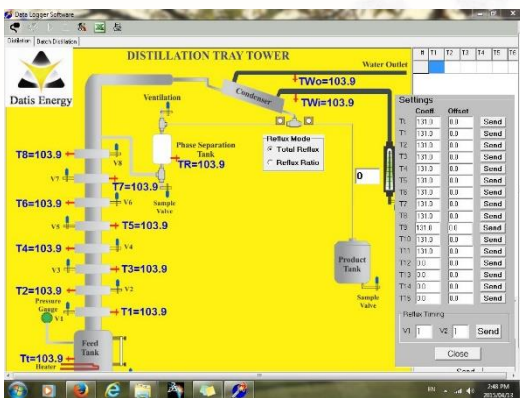 Data Logger Software
Distilation Batch Distillation
DISTILLATION TRAY TOWER
Water Outlet
# T1 T2 T3 T4 T5 T6
Datis Energy
Ventilation
Condenser
TWo=103.9
TWi=103.9
Phase Separation
Tank
TR=103.9
Sample
Valve
Reflux Mode
Total Reflux
Reflux Ratio
0
T8=103.9
V8
V7
T7=103.9
T6=103.9
V6
V5
T5=103.9
T4=103.9
V4
V3
T3=103.9
T2=103.9
V2
Pressure
Gauge
V1
T1=103.9
Feed
Tank
Tt=103.9
Heater
Product
Tank
Sample
Valve
Settings
Coeff Offset
Tt 131.0 0.0 Send
T1 131.0 0.0 Send
T2 131.0 0.0 Send
T3 131.0 0.0 Send
T4 131.0 0.0 Send
T5 131.0 0.0 Send
T6 131.0 0.0 Send
T7 131.0 0.0 Send
T8 131.0 0.0 Send
T9 131.0 0.0 Send
T10 131.0 0.0 Send
T11 131.0 0.0 Send
T12 0.0 0.0 Send
T13 0.0 0.0 Send
T14 0.0 0.0 Send
T15 0.0 0.0 Send
Reflux Timing
V1 1 V2 1 Send
Close
Send
EN
2:48 PM
2015/04/13